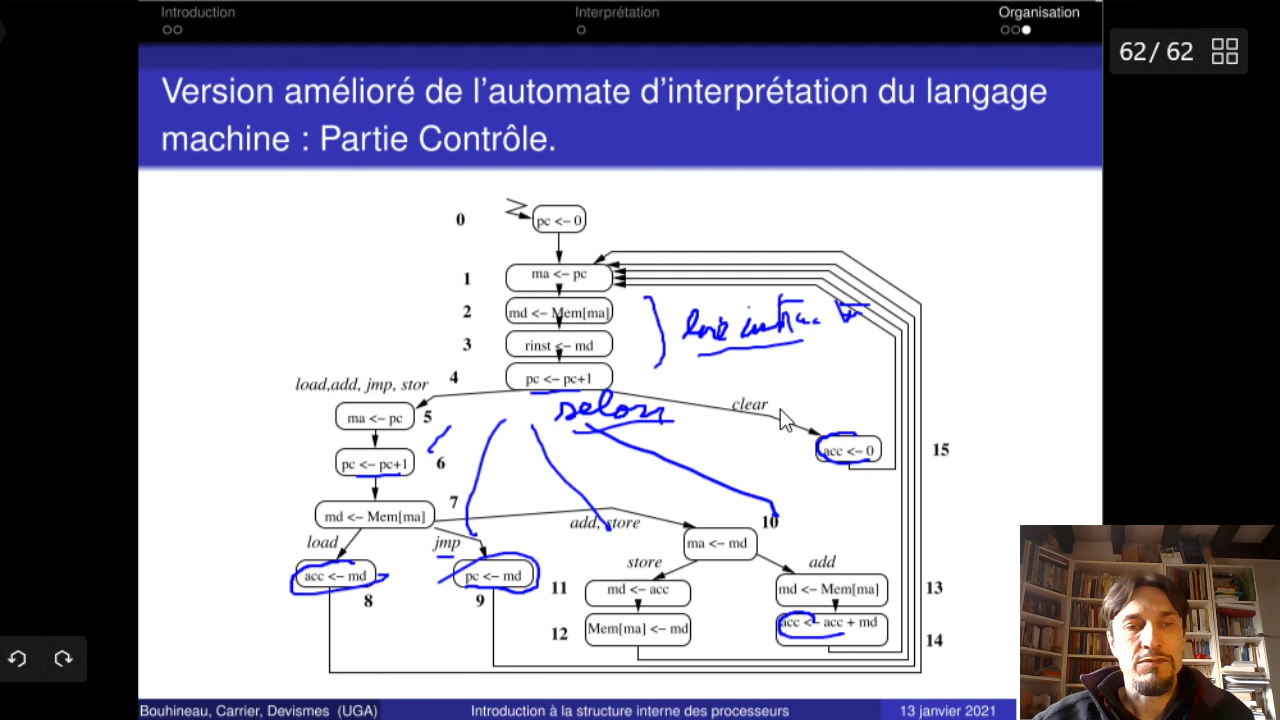 Introduction
Interprétation
Organisation
62/ 62
Version amélioré de l'automate d'interprétation du langage
machine : Partie Contrôle.
0
pc <– 0
1
ma <– pc
2
md <– Mem[ma]
3
rinst <– md
4
pc <– pc+1
load,add, jmp, stor
clear
selon
ma <– pc
5
acc <– 0
15
pc <– pc+1
6
md <– Mem[ma]
7
add, store
10
load
jmp
ma <– md
store
add
acc <– md
pc <– md
11
md <– acc
md <– Mem[ma]
13
8
9
12
Mem[ma] <– md
acc <– acc + md
14
Bouhineau, Carrier, Devismes (UGA)
Introduction à la structure interne des processeurs
13 janvier 2021